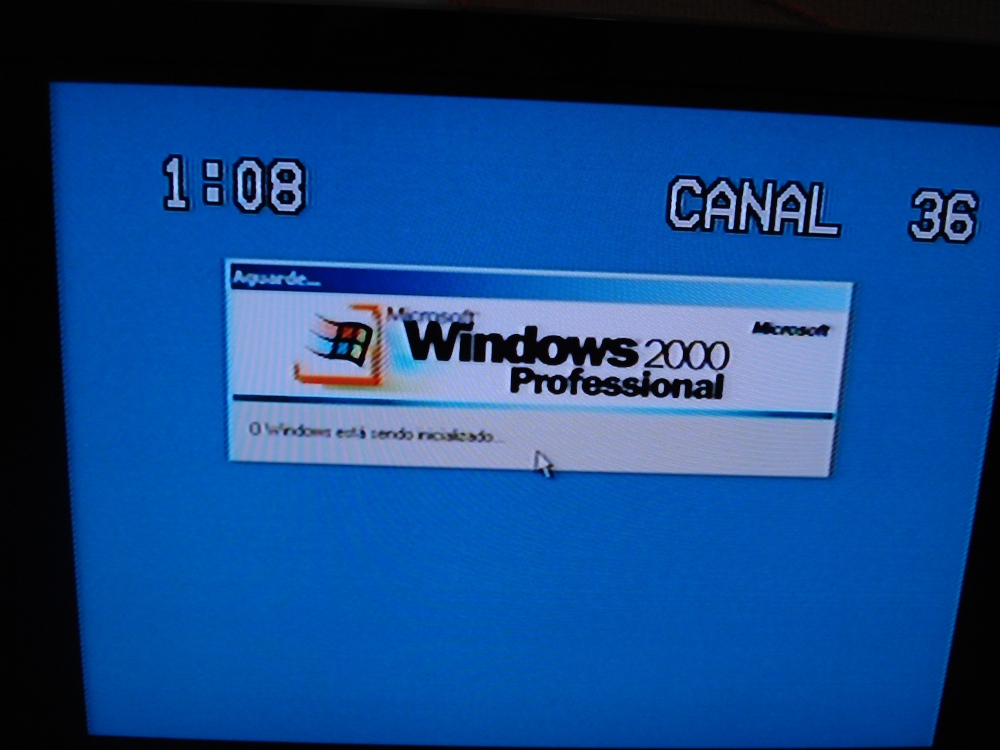 1:08
CANAL 36
Aguarde...
Microsoft
Windows 2000
Professional
Microsoft
O Windows está sendo inicializado...